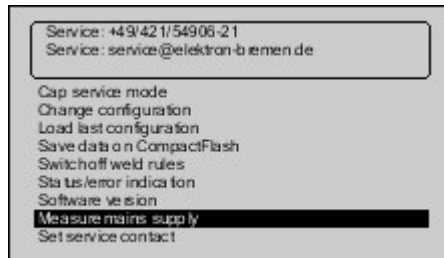 Service: +49/421/54906-21
Service: service@elektron-bremen.de
Cap service mode
Change configuration
Load last configuration
Save data on CompactFlash
Switch off weld rules
Status/error indication
Software version
Measure mains supply
Set service contact